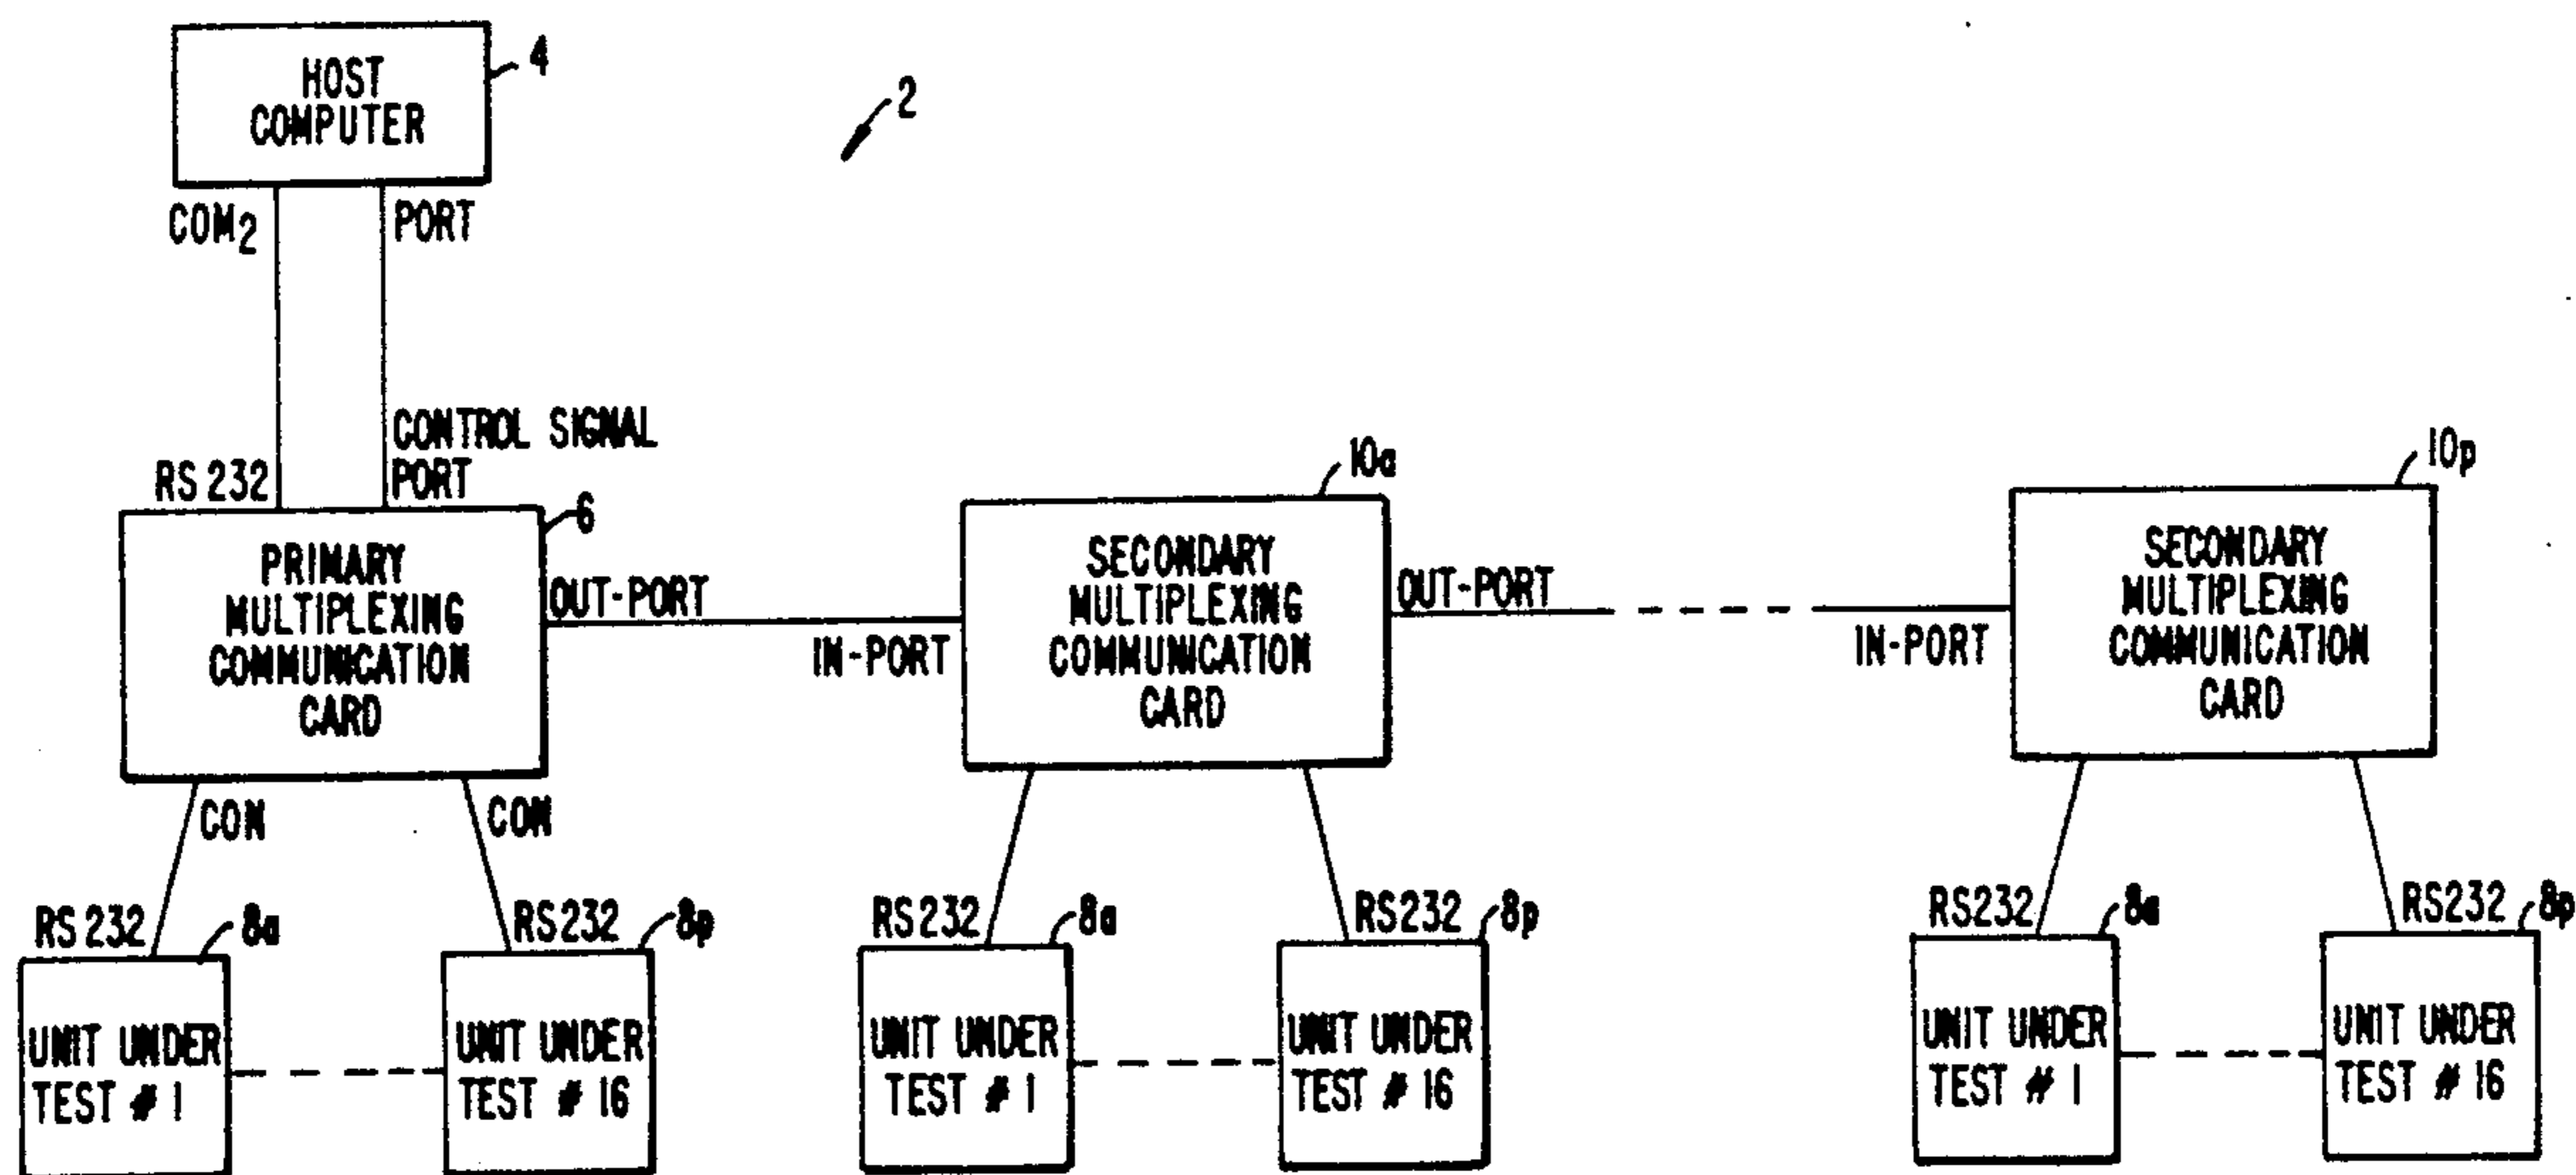 HOST
COMPUTER
4
2
COM2
PORT
CONTROL SIGNAL
PORT
RS 232
6
10a
10p
PRIMARY
MULTIPLEXING
COMMUNICATION
CARD
OUT-PORT
IN-PORT
SECONDARY
MULTIPLEXING
COMMUNICATION
CARD
OUT-PORT
IN-PORT
SECONDARY
MULTIPLEXING
COMMUNICATION
CARD
CON
CON
RS 232
8a
RS232
8p
RS232
8a
RS232
8p
RS232
8a
RS232
8p
UNIT UNDER
TEST # 1
UNIT UNDER
TEST # 16
UNIT UNDER
TEST # 1
UNIT UNDER
TEST # 16
UNIT UNDER
TEST # 1
UNIT UNDER
TEST # 16